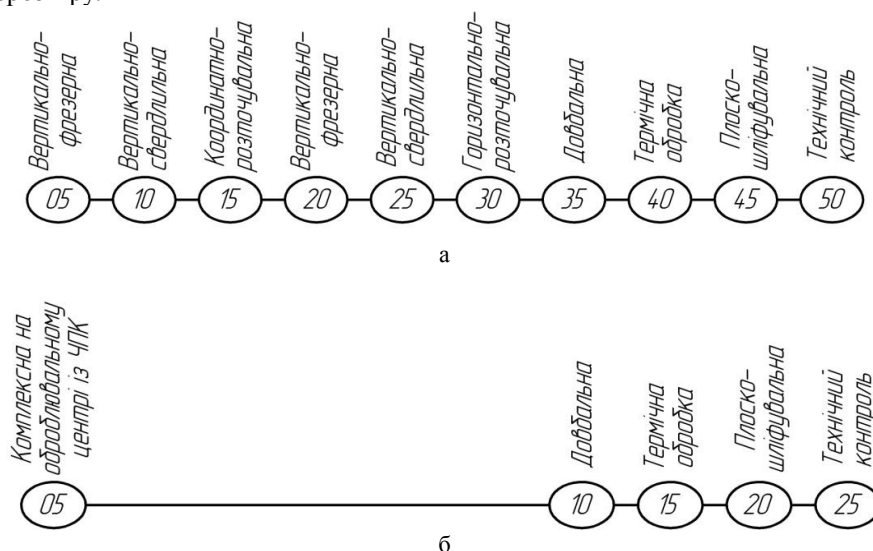 Вертикально–
фрезерна
Вертикально–
свердлильна
Координатно–
розточувальна
Вертикально–
фрезерна
Вертикально–
свердлильна
Горизонтально–
розточувальна
Довбальна
Термічна
обробка
Плоско–
шліфувальна
Технічний
контроль
05 10 15 20 25 30 35 40 45 50
а
Комплексна на
оброблювальному
центрі із ЧПК
Довбальна
Термічна
обробка
Плоско–
шліфувальна
Технічний
контроль
05 10 15 20 25
б